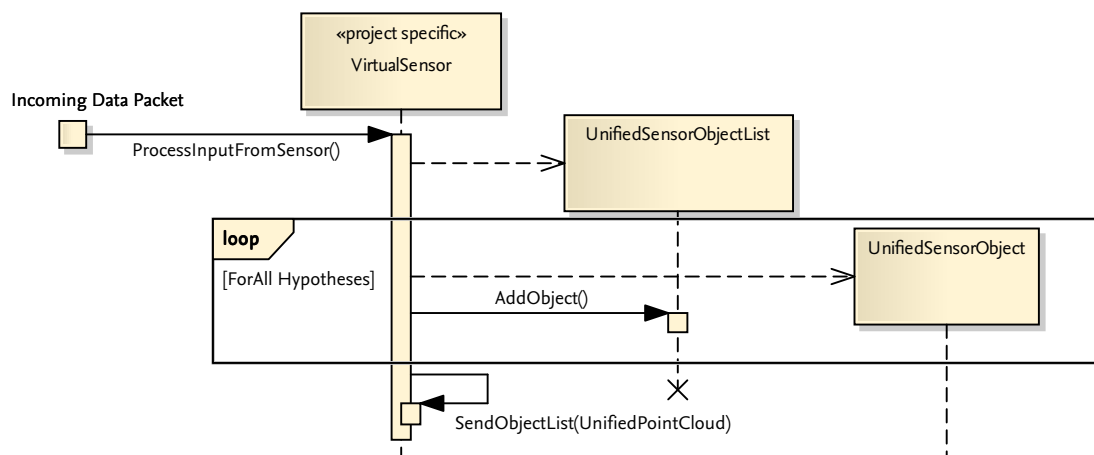 «project specific»
VirtualSensor
Incoming Data Packet
ProcessInputFromSensor()
UnifiedSensorObjectList
loop
[ForAll Hypotheses]
UnifiedSensorObject
AddObject()
SendObjectList(UnifiedPointCloud)